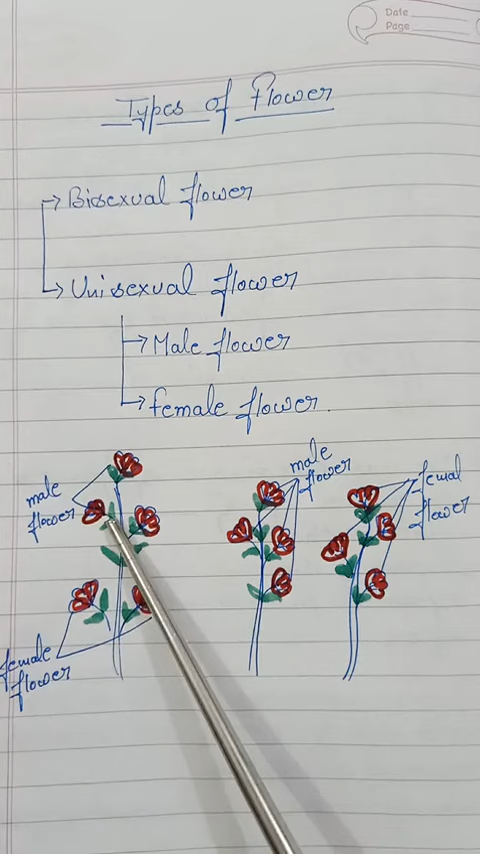 Date
Page
Types of Flower
Bisexual flower
Unisexual flower
Male flower
female flower.
male
flower
male
flower
femal
flower
female
flower